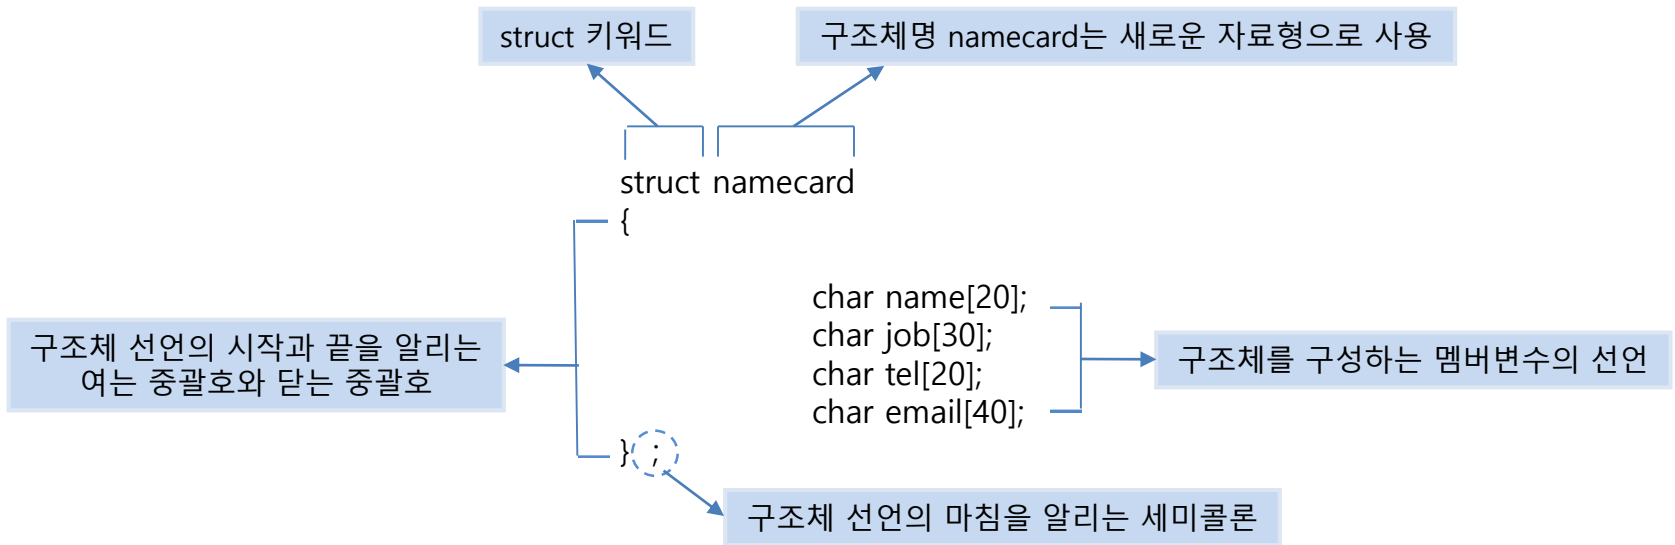 struct 키워드
구조체명 namecard는 새로운 자료형으로 사용
struct namecard
{
char name[20];
char job[30];
char tel[20];
char email[40];
구조체 선언의 시작과 끝을 알리는
여는 중괄호와 닫는 중괄호
구조체를 구성하는 멤버변수의 선언
} ;
구조체 선언의 마침을 알리는 세미콜론